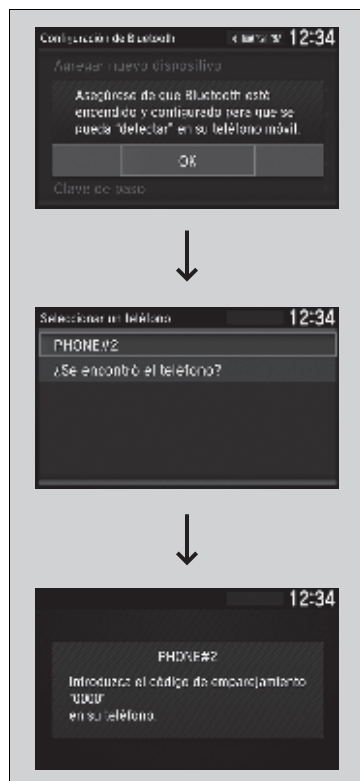 Configuración de Bluetooth 12:34
Agregar nuevo dispositivo
Asegúrese de que Bluetooth esté
encendido y configurado para que se
pueda "detectar" en su teléfono móvil.
OK
Clave de paso
Seleccionar un teléfono 12:34
PHONE#2
¿Se encontró el teléfono?
12:34
PHONE#2
Introduzca el código de emparejamiento
"0000"
en su teléfono.